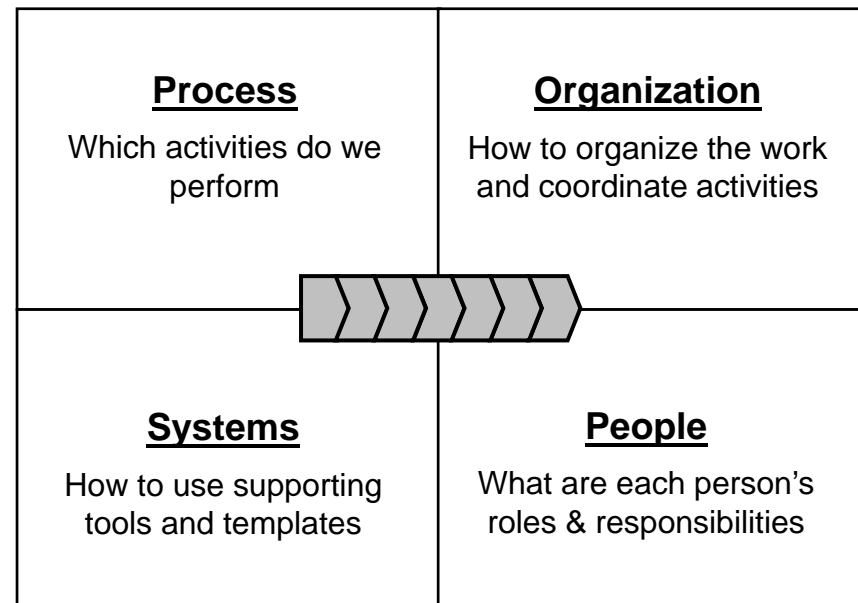 Process
Which activities do we
perform
Organization
How to organize the work
and coordinate activities
Systems
How to use supporting
tools and templates
People
What are each person’s
roles & responsibilities